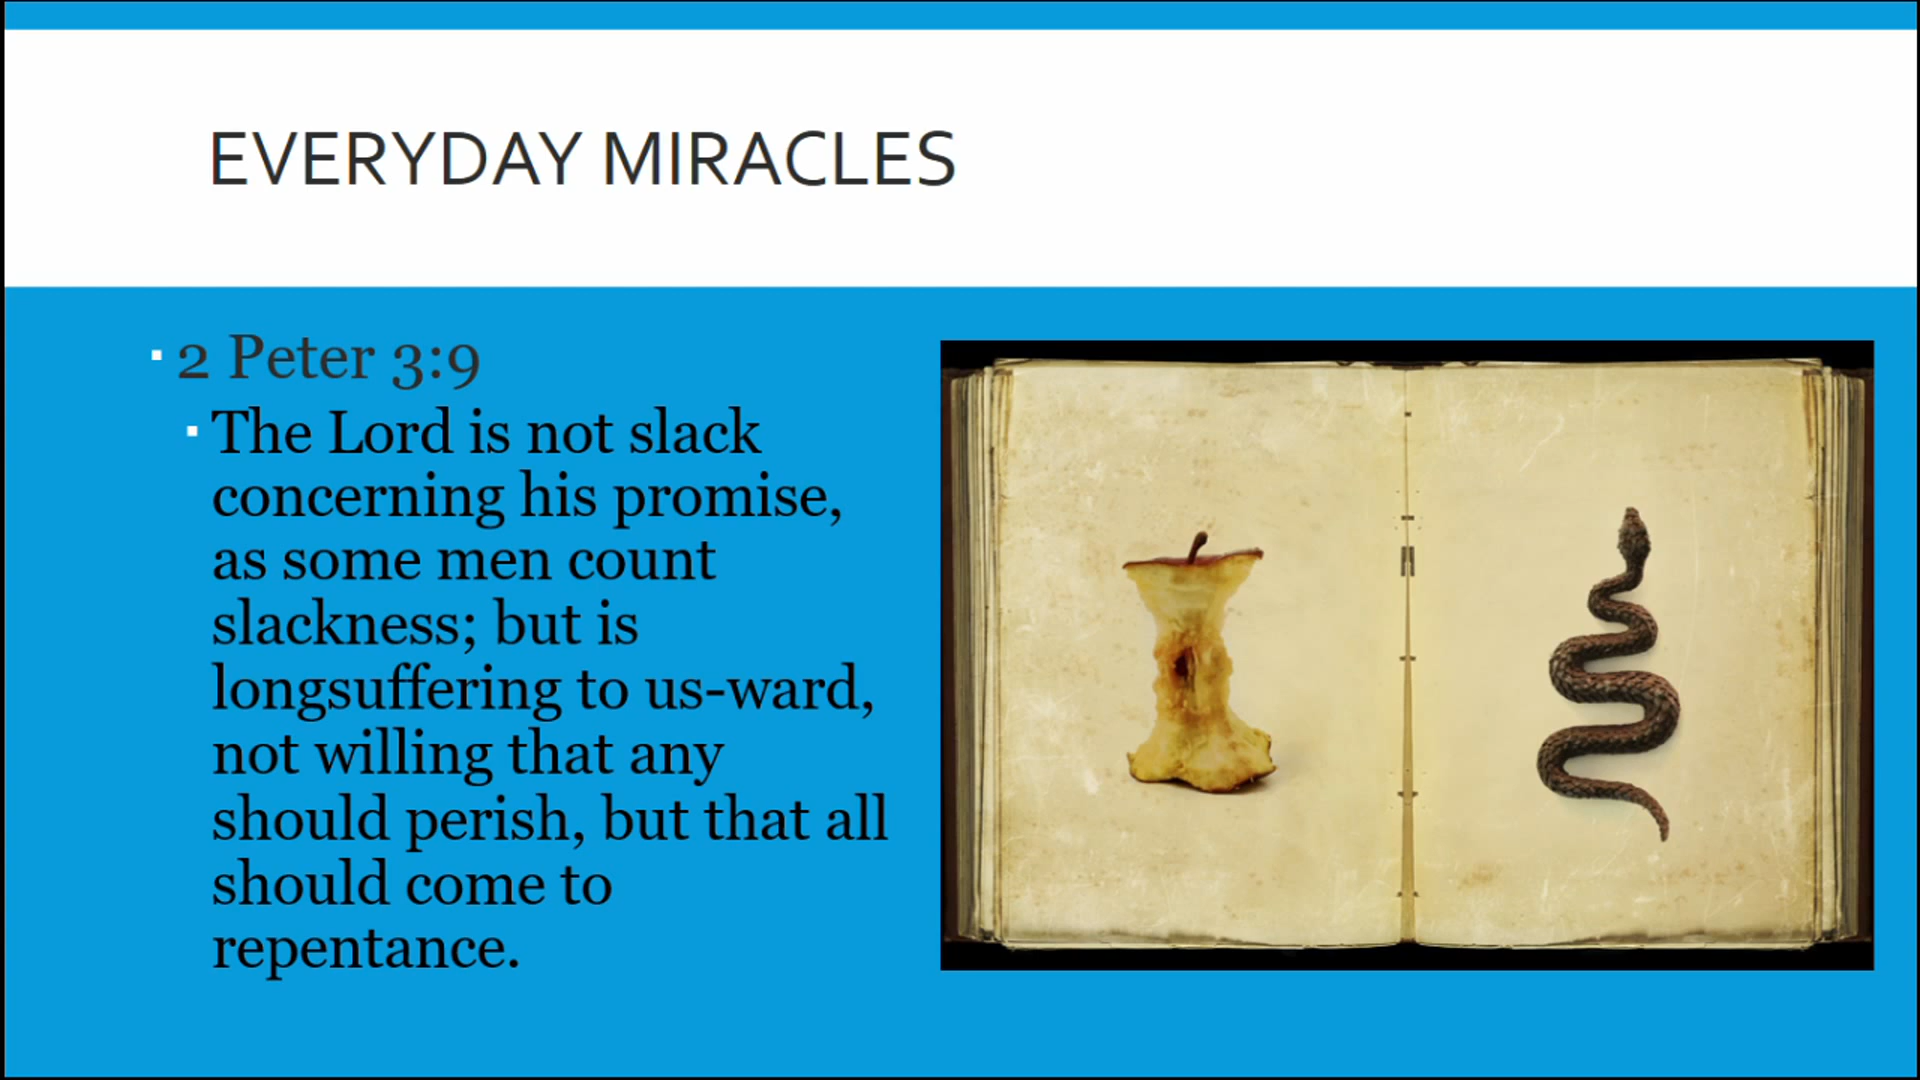 EVERYDAY MIRACLES
2 Peter 3:9
The Lord is not slack
concerning his promise,
as some men count
slackness; but is
longsuffering to us-ward,
not willing that any
should perish, but that all
should come to
repentance.